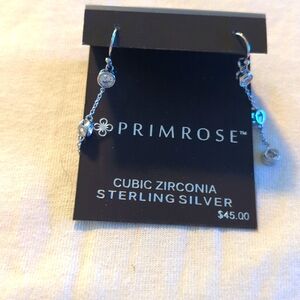 PRIMROSE™
CUBIC ZIRCONIA
STERLING SILVER
$45.00